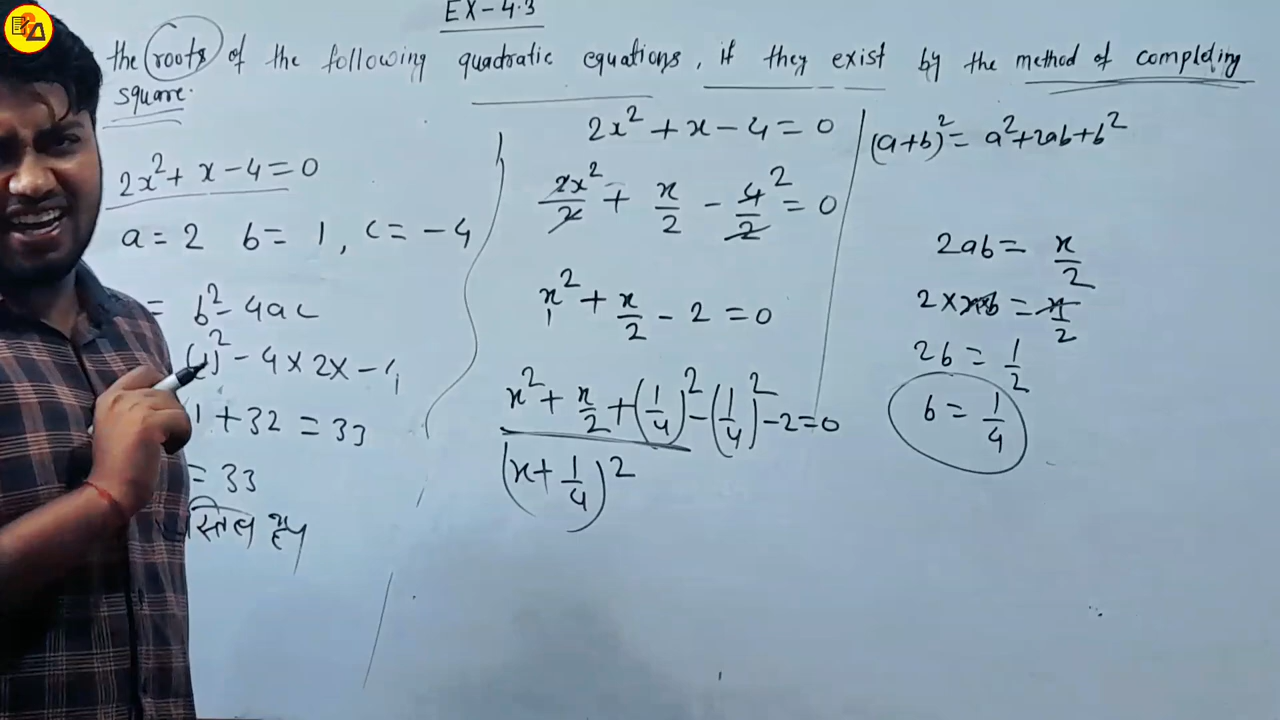 EX-4.3
the roots of the following quadratic equations, if they exist by the method of completing
square.
2x²+ x-4=0
a = 2 b= 1, c= -4
= b²- 4ac
(1)² - 4 × 2x -4
1 + 32 = 33
= 33
2x² + x - 4 = 0
2x²/2 + x/2 - 4/2 2 = 0
x² + x/2 - 2 = 0
x² + x/2 + (1/4)² - (1/4)² - 2 = 0
(x + 1/4)²
(a+b)² = a²+2ab+b²
2ab = x/2
2 × x × b = x/2
2b = 1/2
b = 1/4